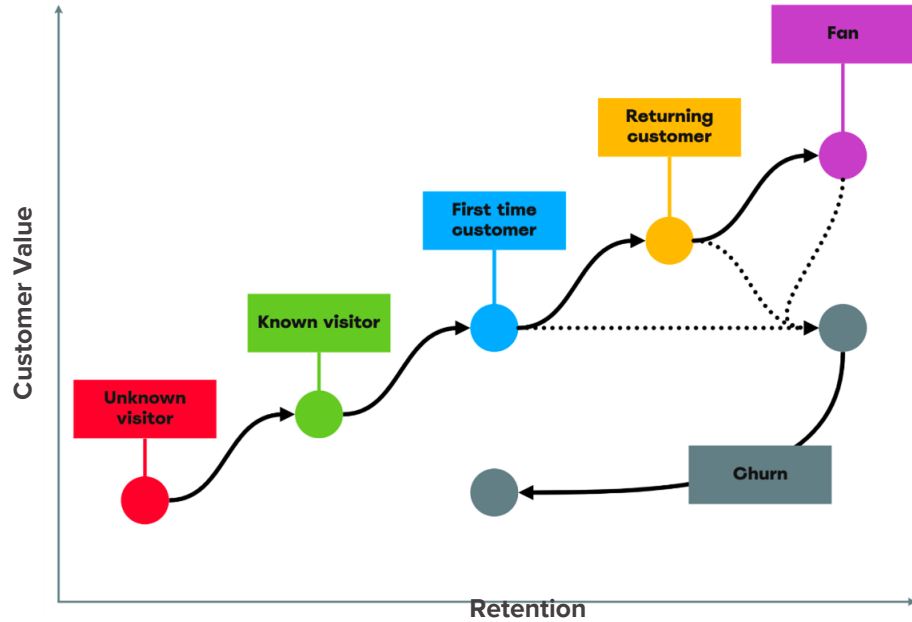 Fan
Returning
customer
First time
customer
Known visitor
Unknown
visitor
Churn
Customer Value
Retention